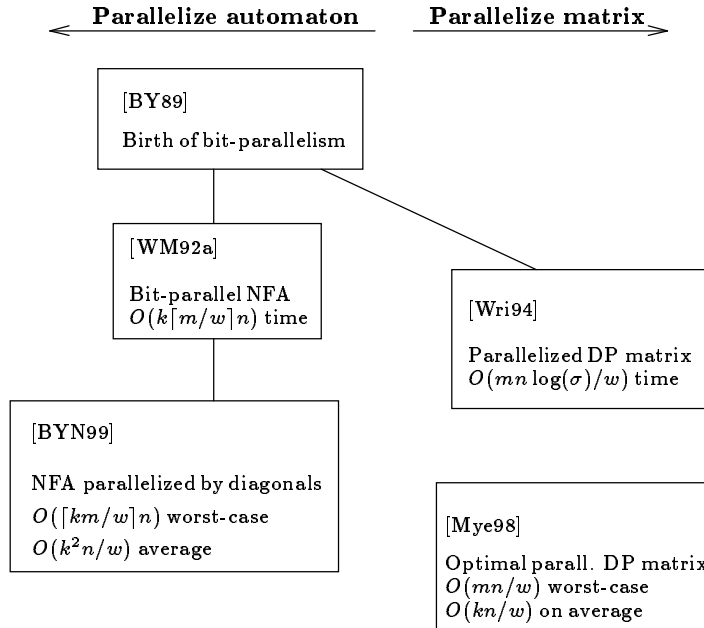 Parallelize automaton
Parallelize matrix
[BY89]
Birth of bit-parallelism
[WM92a]
Bit-parallel NFA
O(k⌈m/w⌉n) time
[Wri94]
Parallelized DP matrix
O(mn log(σ)/w) time
[BYN99]
NFA parallelized by diagonals
O(⌈km/w⌉n) worst-case
O(k²n/w) average
[Mye98]
Optimal parall. DP matrix
O(mn/w) worst-case
O(kn/w) on average